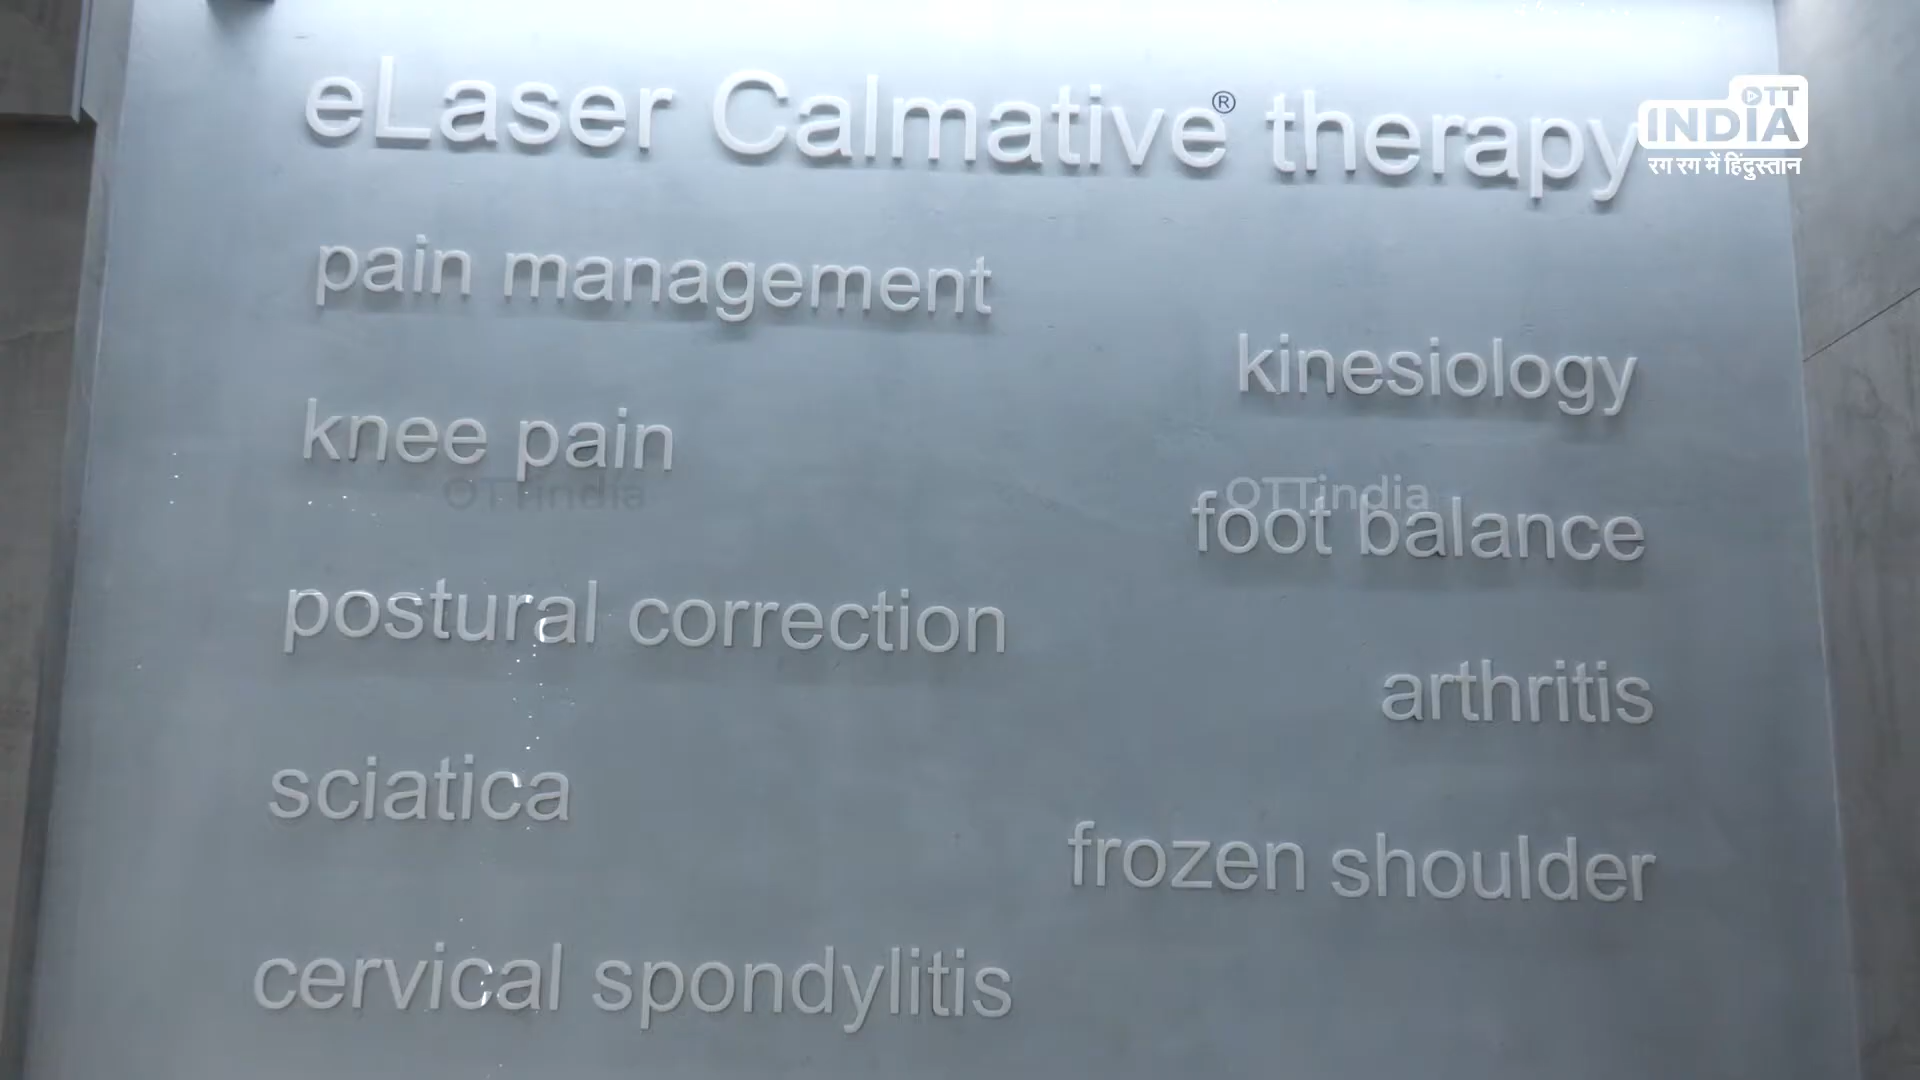 eLaser Calmative® therapy
OTT
INDIA
रग रग में हिंदुस्तान
pain management
kinesiology
knee pain
OTTindia
OTTindia
foot balance
postural correction
arthritis
sciatica
frozen shoulder
cervical spondylitis